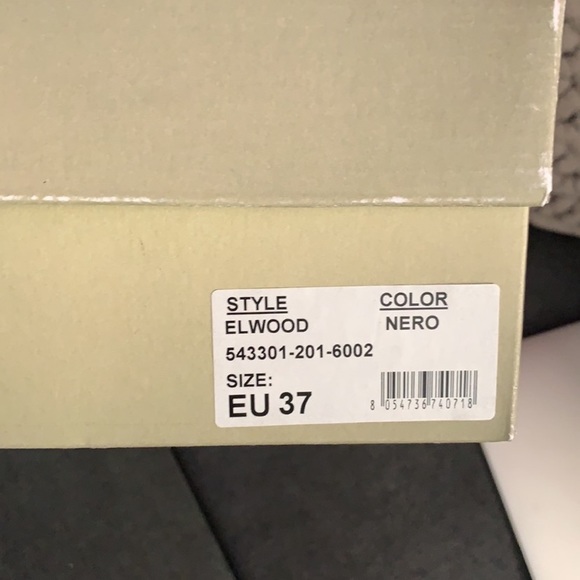 STYLE COLOR
ELWOOD NERO
543301-201-6002
SIZE:
EU 37
8 054736 740718